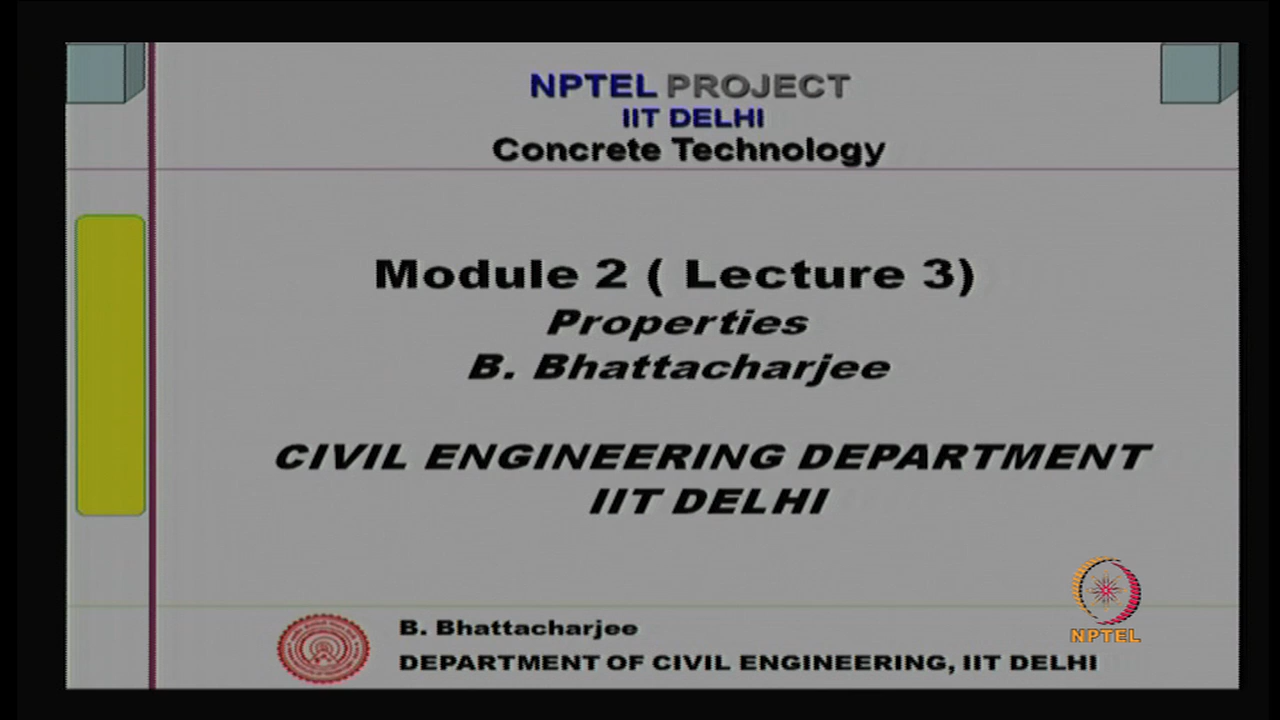 NPTEL PROJECT
IIT DELHI
Concrete Technology
Module 2 ( Lecture 3)
Properties
B. Bhattacharjee
CIVIL ENGINEERING DEPARTMENT
IIT DELHI
B. Bhattacharjee
DEPARTMENT OF CIVIL ENGINEERING, IIT DELHI
NPTEL